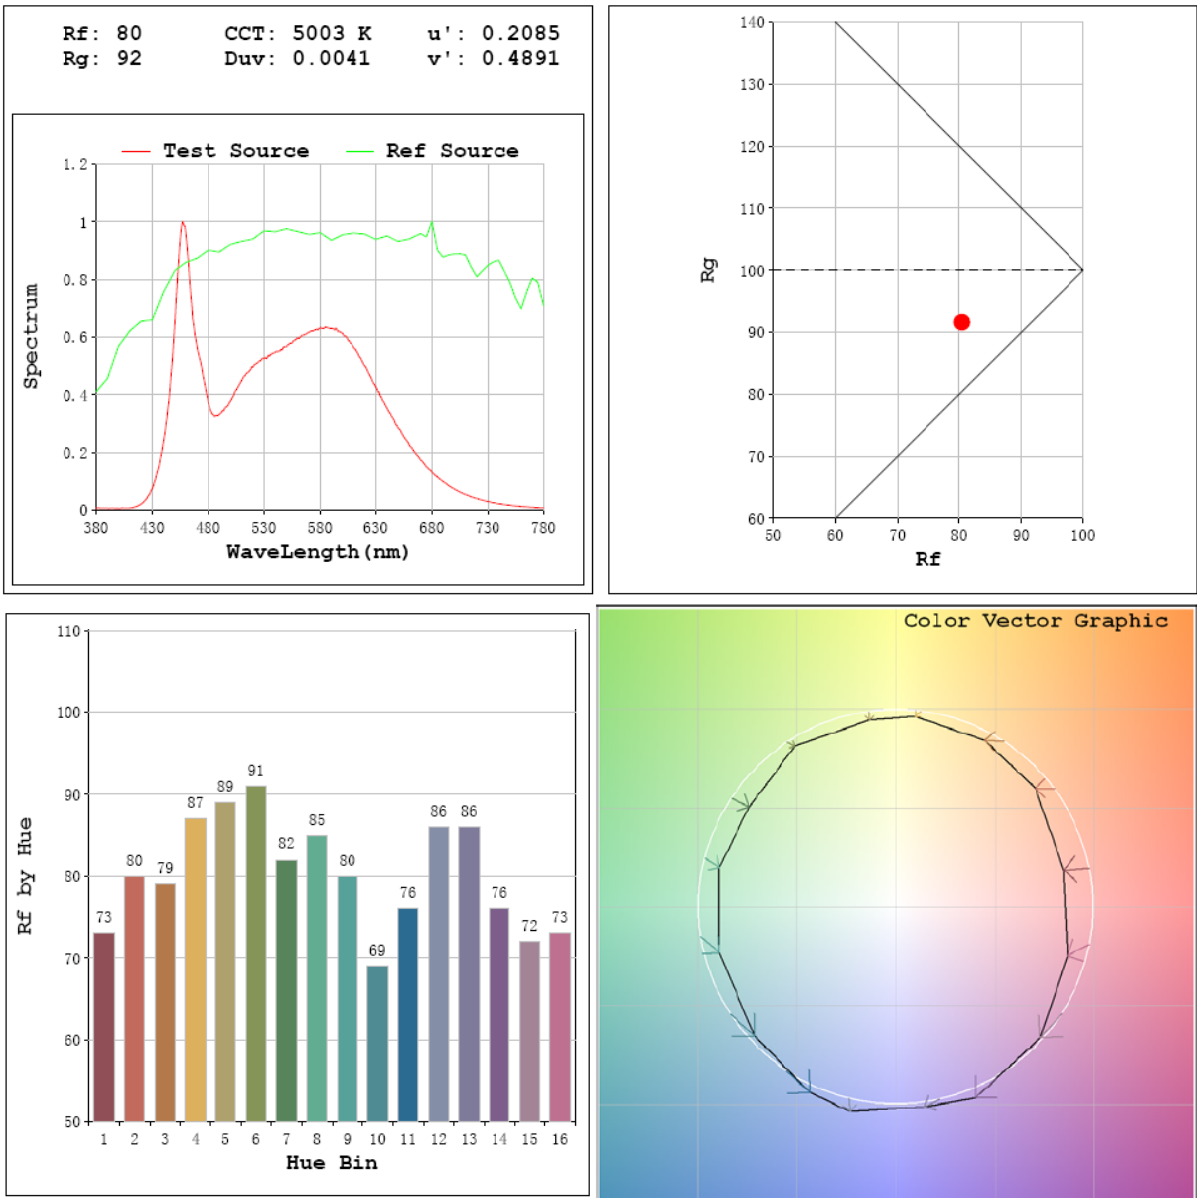 Rf: 80 CCT: 5003 K u': 0.2085
Rg: 92 Duv: 0.0041 v': 0.4891
Test Source Ref Source
1.2
1
0.8
0.6
0.4
0.2
0
Spectrum
380 430 480 530 580 630 680 730 780
WaveLength(nm)
140
130
120
110
100
90
80
70
60
Rg
50 60 70 80 90 100
Rf
110
100
90
80
70
60
50
Rf by Hue
73 80 79 87 89 91 82 85 80 69 76 86 86 76 72 73
1 2 3 4 5 6 7 8 9 10 11 12 13 14 15 16
Hue Bin
Color Vector Graphic